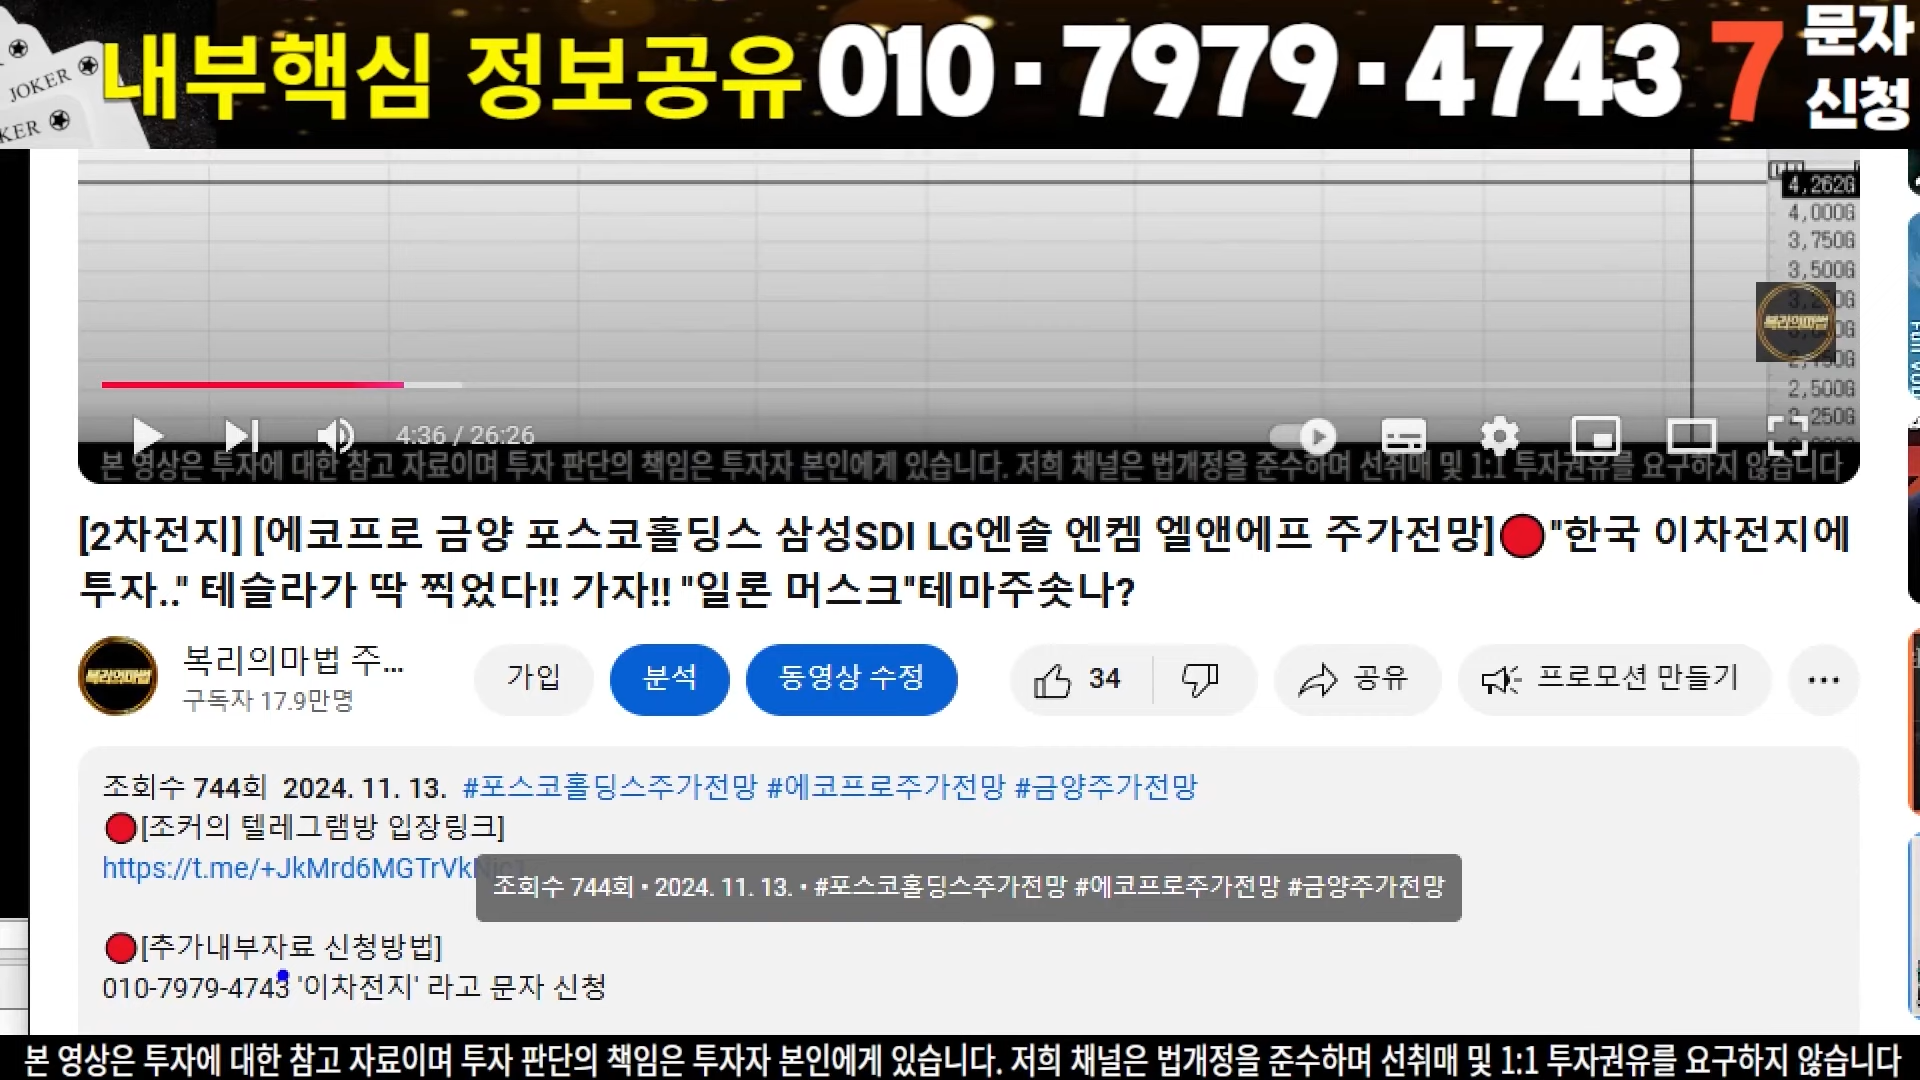 JOKER
KER
내부핵심 정보공유 010·7979·4743 7 문자
신청
4,262G
4,000G
3,750G
3,500G
복리의마법
2,500G
2,250G
4:36 / 26:26
본 영상은 투자에 대한 참고 자료이며 투자 판단의 책임은 투자자 본인에게 있습니다. 저희 채널은 법개정을 준수하며 선취매 및 1:1 투자권유를 요구하지 않습니다
[2차전지] [에코프로 금양 포스코홀딩스 삼성SDI LG엔솔 엔켐 엘앤에프 주가전망]🔴"한국 이차전지에
투자.." 테슬라가 딱 찍었다!! 가자!! "일론 머스크"테마주솟나?
복리의마법
복리의마법 주...
구독자 17.9만명
가입
분석
동영상 수정
34
공유
프로모션 만들기
조회수 744회 2024. 11. 13. #포스코홀딩스주가전망 #에코프로주가전망 #금양주가전망
🔴[조커의 텔레그램방 입장링크]
https://t.me/+JkMrd6MGTrVk
조회수 744회 • 2024. 11. 13. • #포스코홀딩스주가전망 #에코프로주가전망 #금양주가전망
🔴[추가내부자료 신청방법]
010-7979-4743 '이차전지' 라고 문자 신청
본 영상은 투자에 대한 참고 자료이며 투자 판단의 책임은 투자자 본인에게 있습니다. 저희 채널은 법개정을 준수하며 선취매 및 1:1 투자권유를 요구하지 않습니다